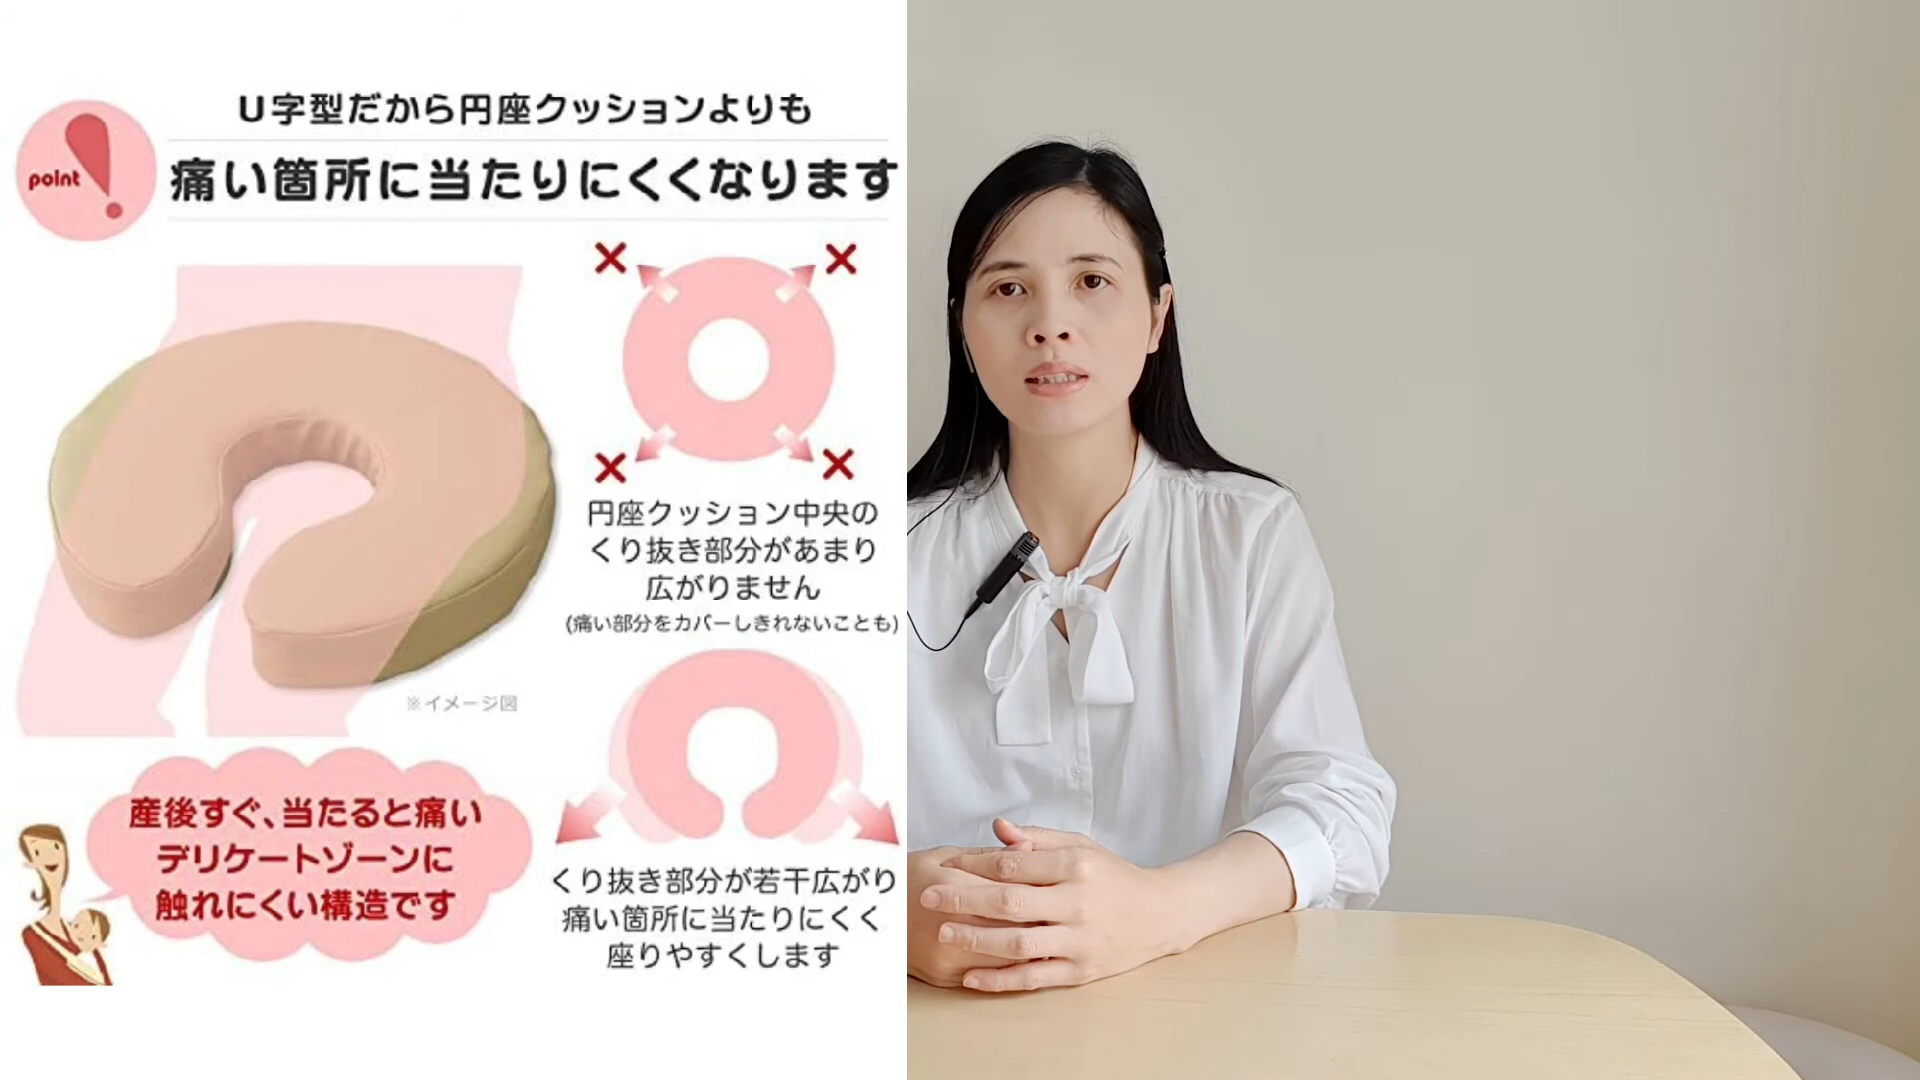 U字型だから円座クッションよりも
point
痛い箇所に当たりにくくなります
円座クッション中央の
くり抜き部分があまり
広がりません
(痛い部分をカバーしきれないことも)
※イメージ図
産後すぐ、当たると痛い
デリケートゾーンに
触れにくい構造です
くり抜き部分が若干広がり
痛い箇所に当たりにくく
座りやすくします